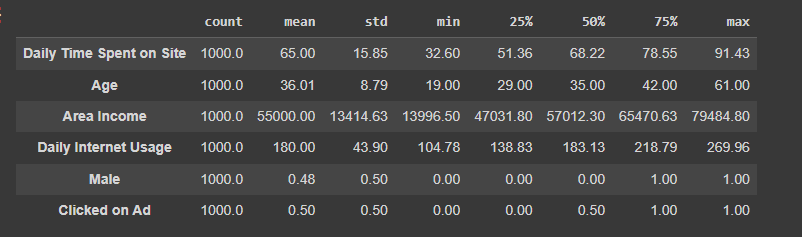 count mean std min 25% 50% 75% max
Daily Time Spent on Site 1000.0 65.00 15.85 32.60 51.36 68.22 78.55 91.43
Age 1000.0 36.01 8.79 19.00 29.00 35.00 42.00 61.00
Area Income 1000.0 55000.00 13414.63 13996.50 47031.80 57012.30 65470.63 79484.80
Daily Internet Usage 1000.0 180.00 43.90 104.78 138.83 183.13 218.79 269.96
Male 1000.0 0.48 0.50 0.00 0.00 0.00 1.00 1.00
Clicked on Ad 1000.0 0.50 0.50 0.00 0.00 0.50 1.00 1.00